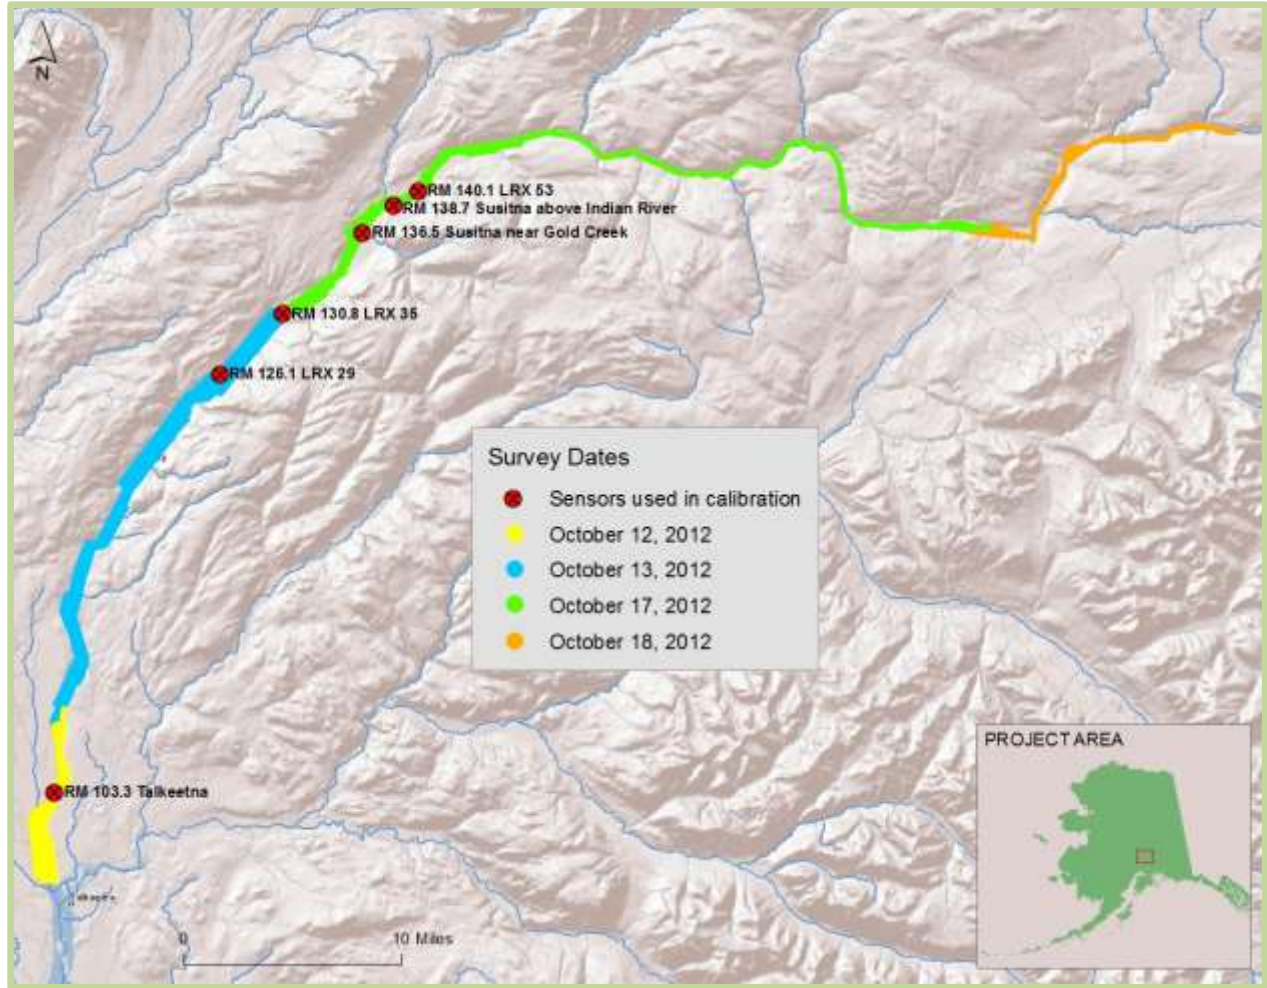 N
RM 140.1 LRX 53
RM 138.7 Susitna above Indian River
RM 136.5 Susitna near Gold Creek
RM 130.8 LRX 35
RM 126.1 LRX 29
Survey Dates
Sensors used in calibration
October 12, 2012
October 13, 2012
October 17, 2012
October 18, 2012
PROJECT AREA
RM 103.3 Talkeetna
0
10 Miles